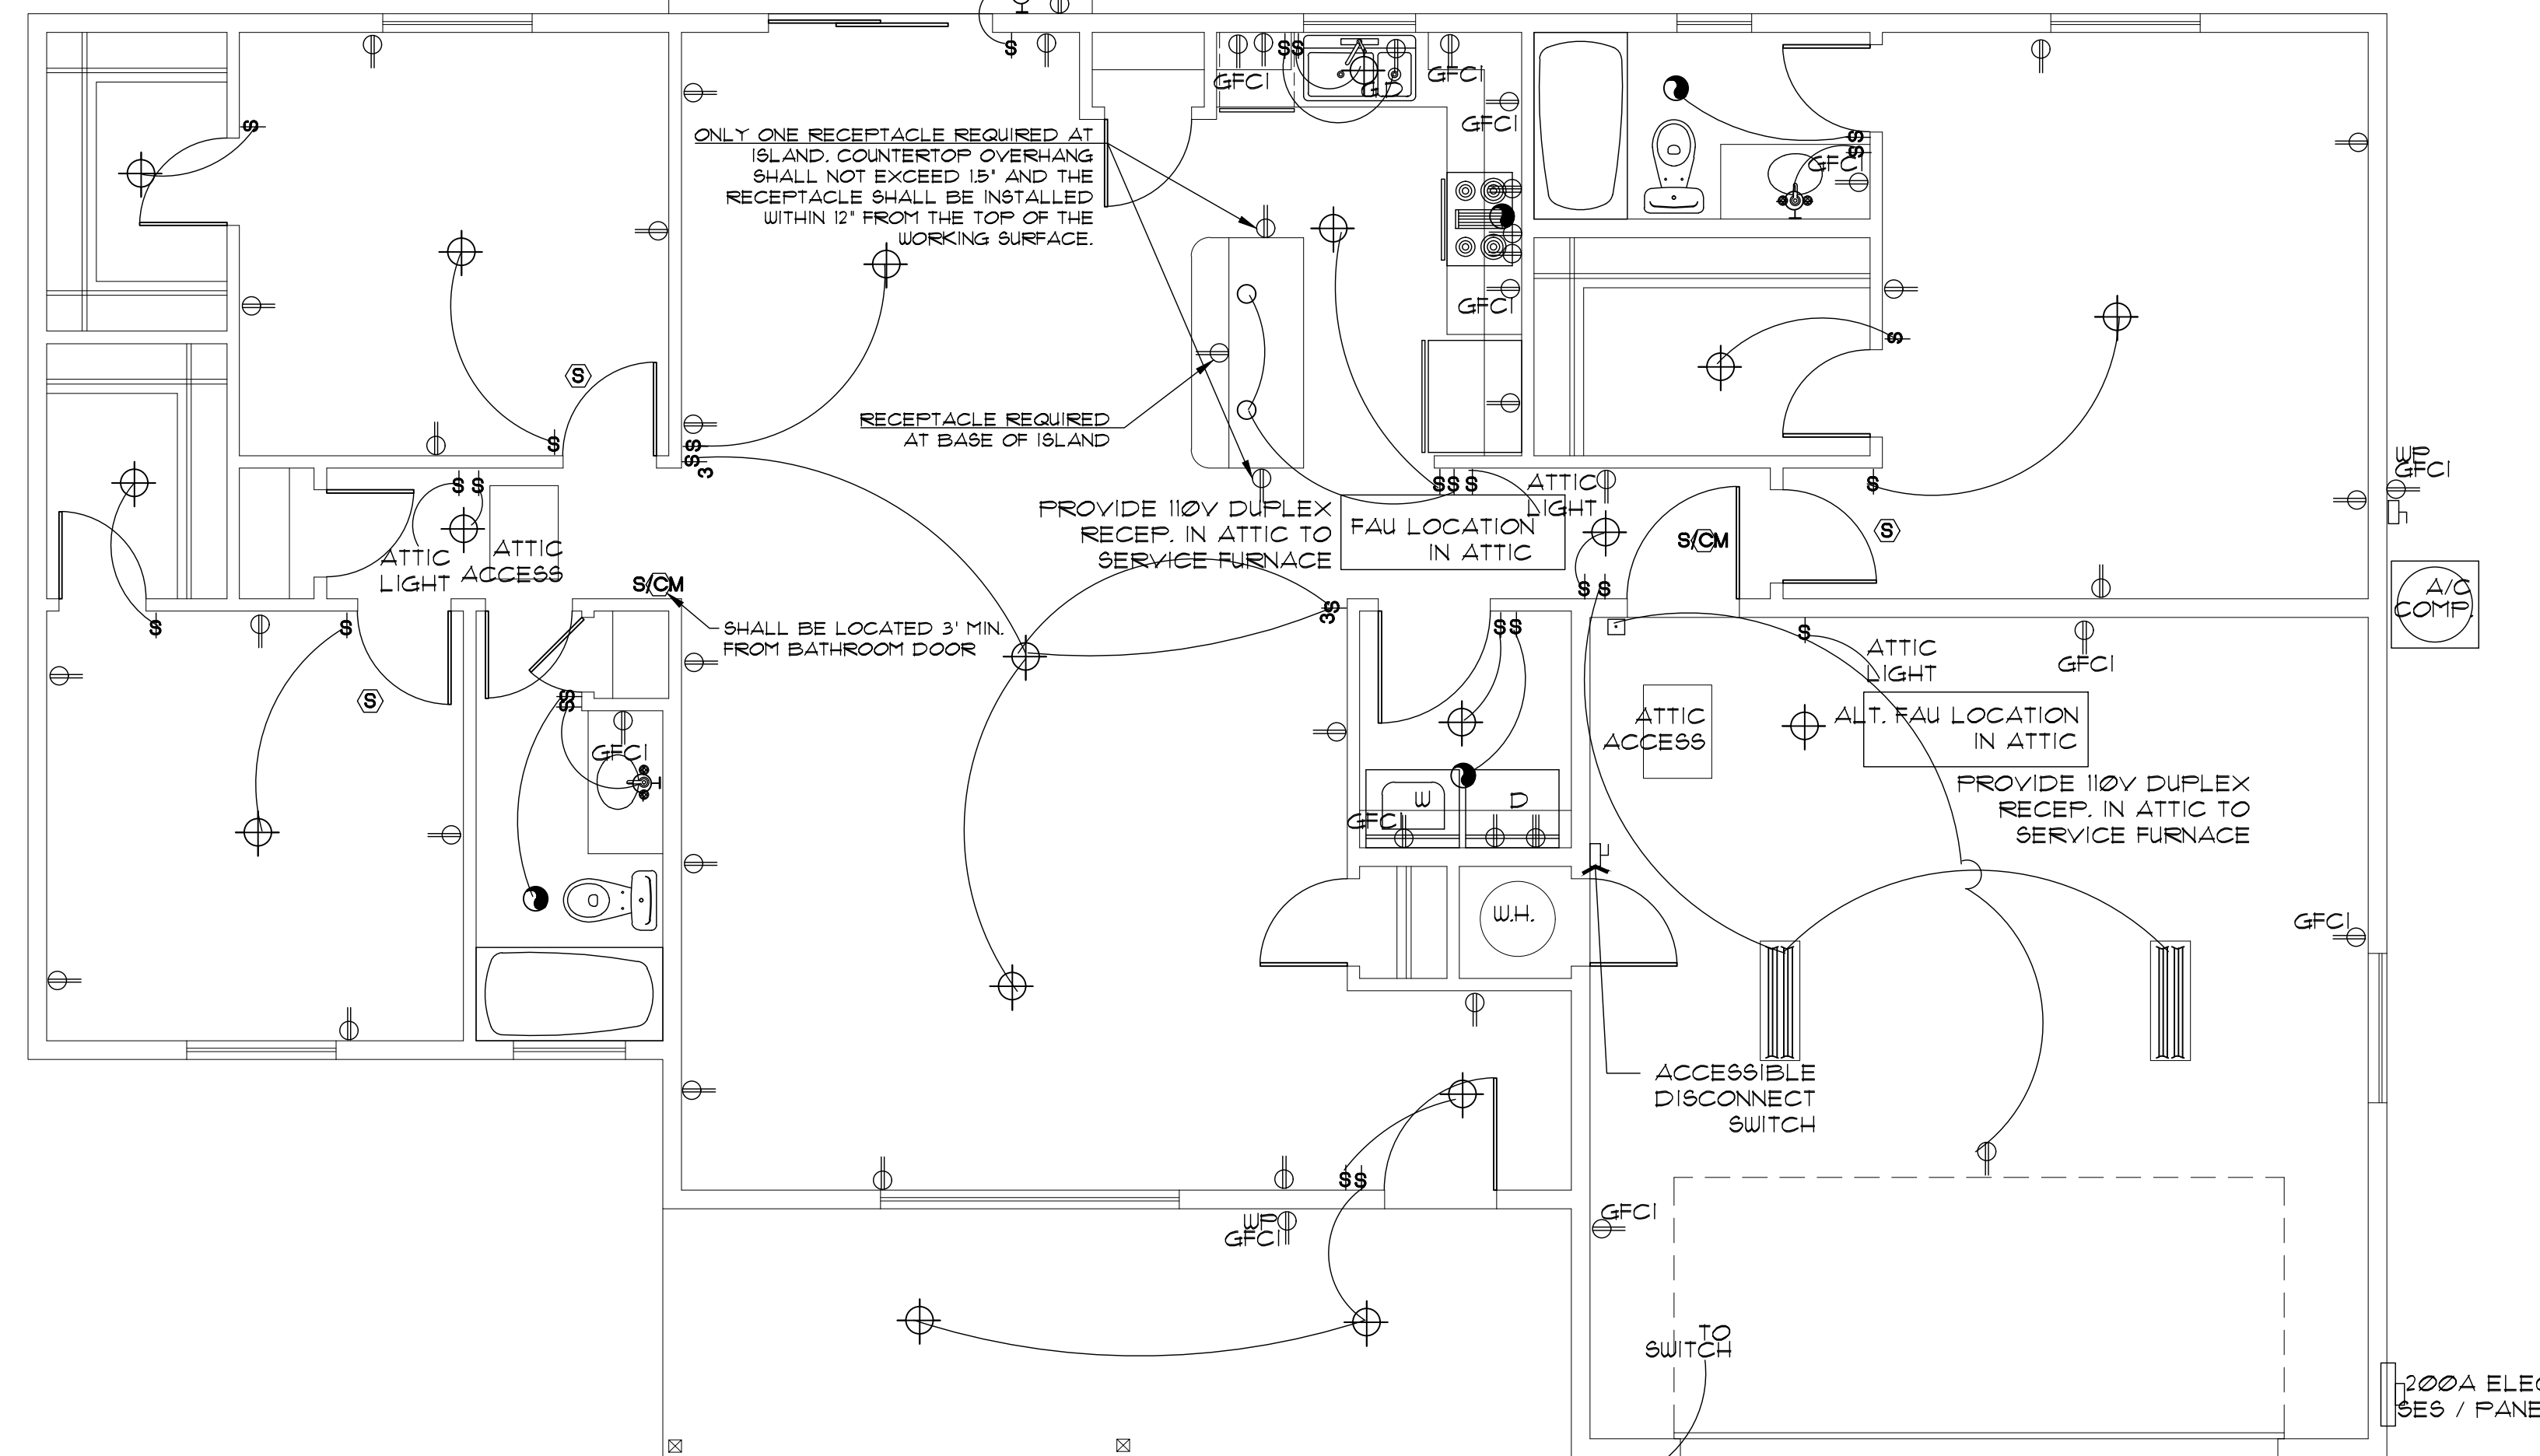 GFCI
GD
GFCI
GFCI
GFCI
GFCI
ONLY ONE RECEPTACLE REQUIRED AT
ISLAND. COUNTERTOP OVERHANG
SHALL NOT EXCEED 15" AND THE
RECEPTACLE SHALL BE INSTALLED
WITHIN 12" FROM THE TOP OF THE
WORKING SURFACE.
$
$
$$
$
$
$
$
S
RECEPTACLE REQUIRED
AT BASE OF ISLAND
$
$$
3
$
$$
ATTIC
LIGHT
ATTIC
ACCESS
S/CM
SHALL BE LOCATED 3' MIN.
FROM BATHROOM DOOR
PROVIDE 110V DUPLEX
RECEP. IN ATTIC TO
SERVICE FURNACE
$$$
FAU LOCATION
IN ATTIC
ATTIC
LIGHT
S/CM
$
S
WP
GFCI
A/C
COMP.
$$
3$
$$
$
$
$
S
$
$
GFCI
ATTIC
LIGHT
GFCI
ATTIC
ACCESS
ALT. FAU LOCATION
IN ATTIC
PROVIDE 110V DUPLEX
RECEP. IN ATTIC TO
SERVICE FURNACE
W
D
GFCI
W.H.
GFCI
ACCESSIBLE
DISCONNECT
SWITCH
$$
WP
GFCI
GFCI
TO
SWITCH
200A ELEC
SES / PANE